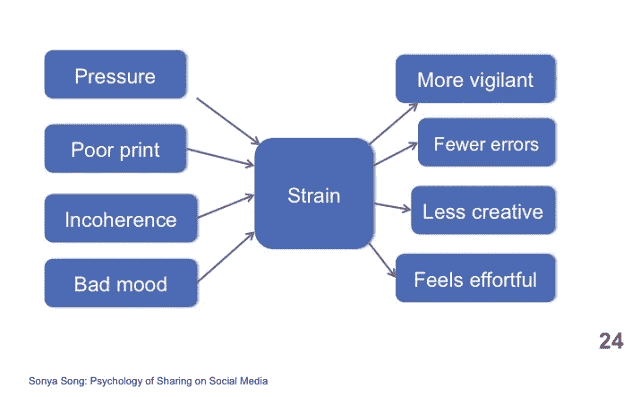 Pressure
Poor print
Incoherence
Bad mood
Strain
More vigilant
Fewer errors
Less creative
Feels effortful
24
Sonya Song: Psychology of Sharing on Social Media